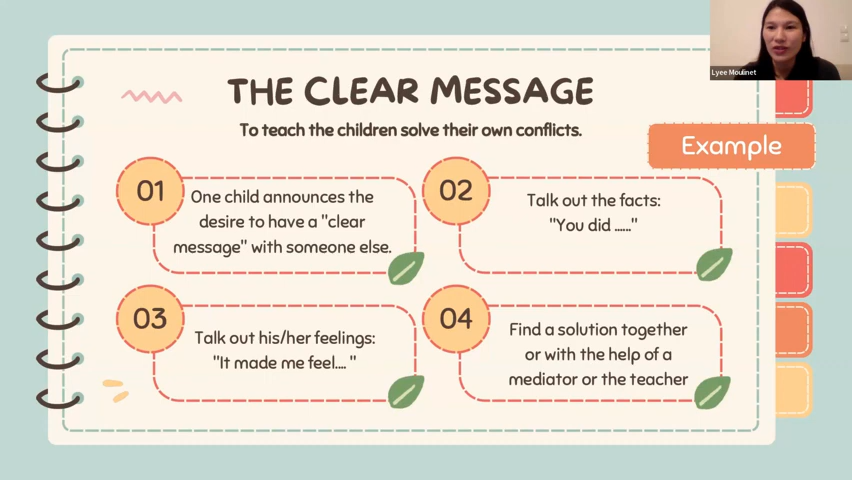 Lyee Moulinet
THE CLEAR MESSAGE
To teach the children solve their own conflicts.
Example
01
One child announces the
desire to have a "clear
message" with someone else.
02
Talk out the facts:
"You did ......"
03
Talk out his/her feelings:
"It made me feel.... "
04
Find a solution together
or with the help of a
mediator or the teacher